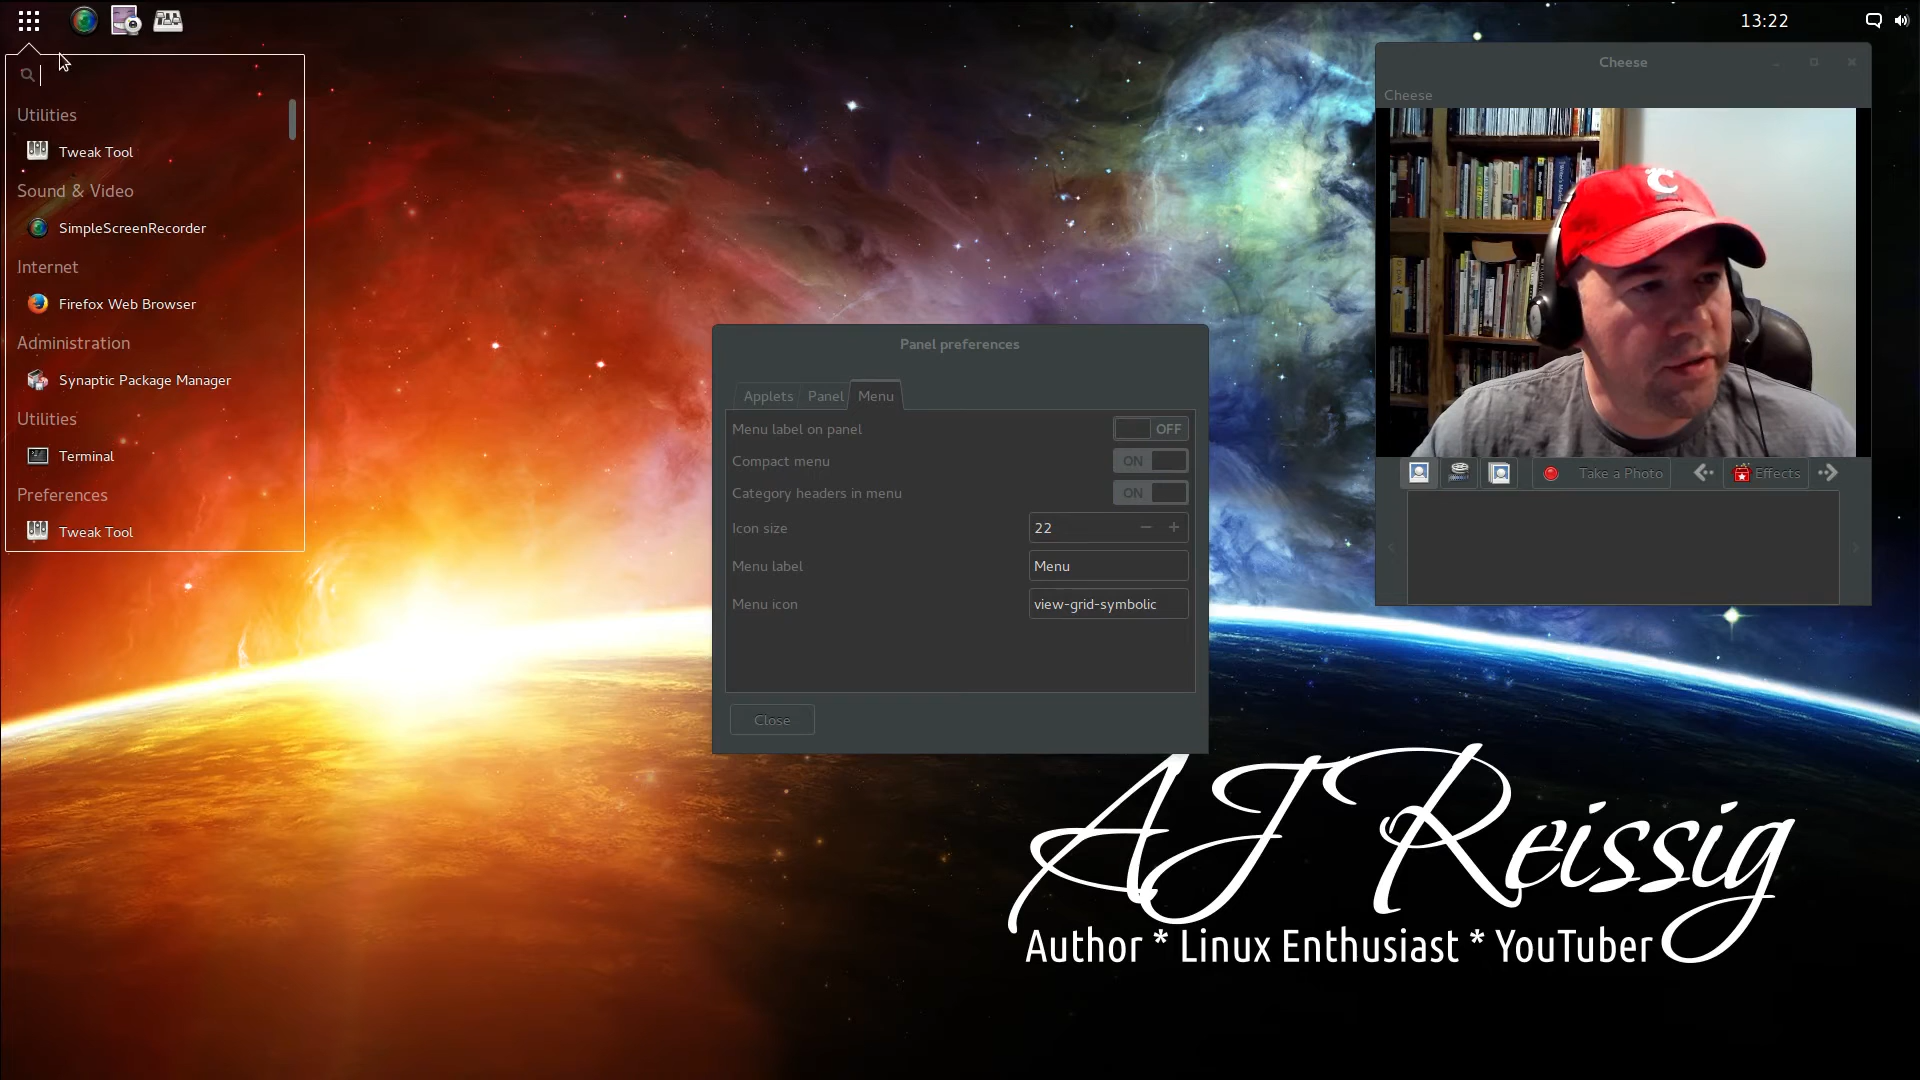 13:22
Utilities
Tweak Tool
Sound & Video
SimpleScreenRecorder
Internet
Firefox Web Browser
Administration
Synaptic Package Manager
Utilities
Terminal
Preferences
Tweak Tool
Panel preferences
Applets Panel Menu
Menu label on panel OFF
Compact menu ON
Category headers in menu ON
Icon size 22 − +
Menu label Menu
Menu icon view-grid-symbolic
Close
Cheese
Cheese
C
Take a Photo Effects
AJ Reissig
Author * Linux Enthusiast * YouTuber